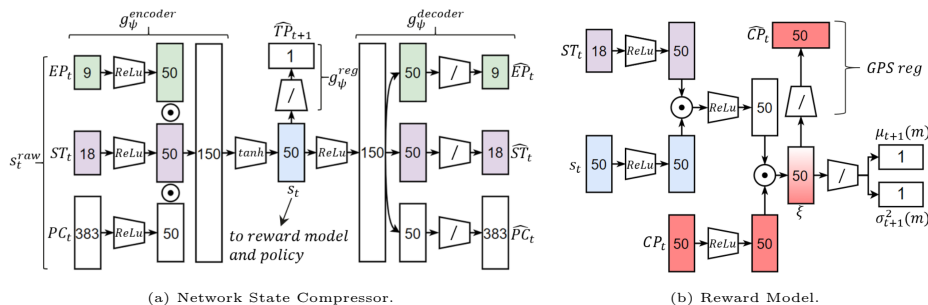 g_ψ^encoder
g_ψ^decoder
TP̂_{t+1}
1
g_ψ^reg
/
EP_t
9
ReLu
50
50
/
9
ÊP_t
s_t^raw
ST_t
18
ReLu
50
150
tanh
50
ReLu
150
50
/
18
ŜT_t
s_t
PC_t
383
ReLu
50
50
/
383
P̂C_t
to reward model
and policy
(a) Network State Compressor.
ST_t
18
ReLu
50
ĈP_t
50
GPS reg
ReLu
50
/
s_t
50
ReLu
50
50
ξ
/
μ_{t+1}(m)
1
1
σ²_{t+1}(m)
CP_t
50
ReLu
50
(b) Reward Model.